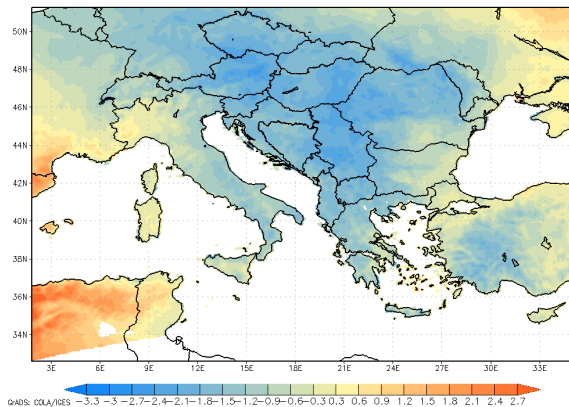 50N
48N
46N
44N
42N
40N
38N
36N
34N
3E 6E 9E 12E 15E 18E 21E 24E 27E 30E 33E
-3.3 -3 -2.7 -2.4 -2.1 -1.8 -1.5 -1.2 -0.9 -0.6 -0.3 0.3 0.6 0.9 1.2 1.5 1.8 2.1 2.4 2.7
GrADS: COLA/IGES